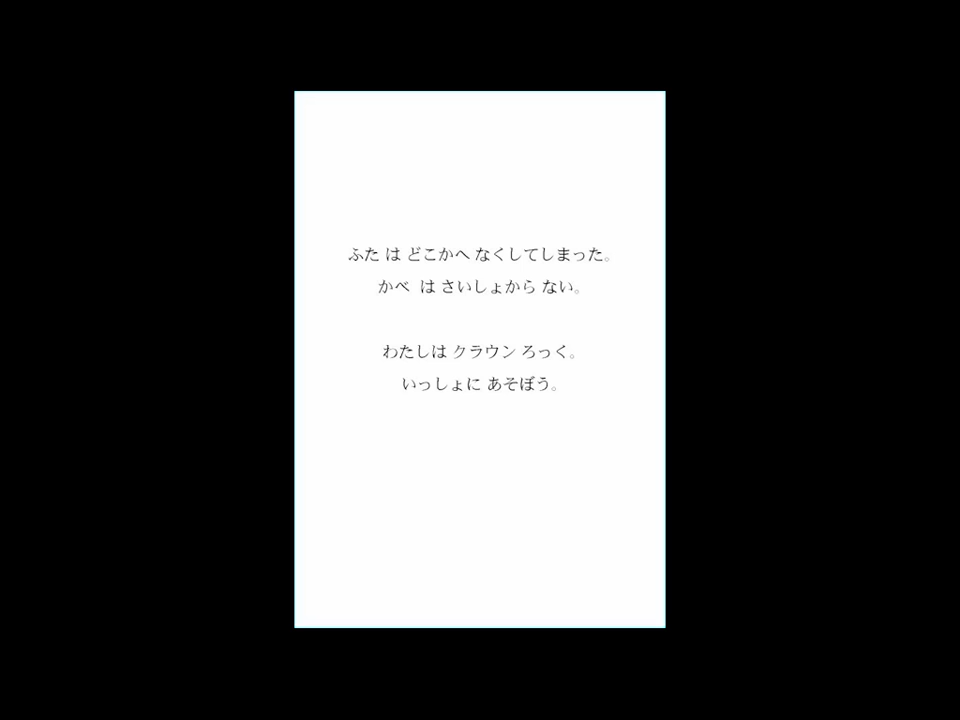 ふた は どこかへ なくしてしまった。
かべ は さいしょから ない。
わたしは クラウン ろっく。
いっしょに あそぼう。